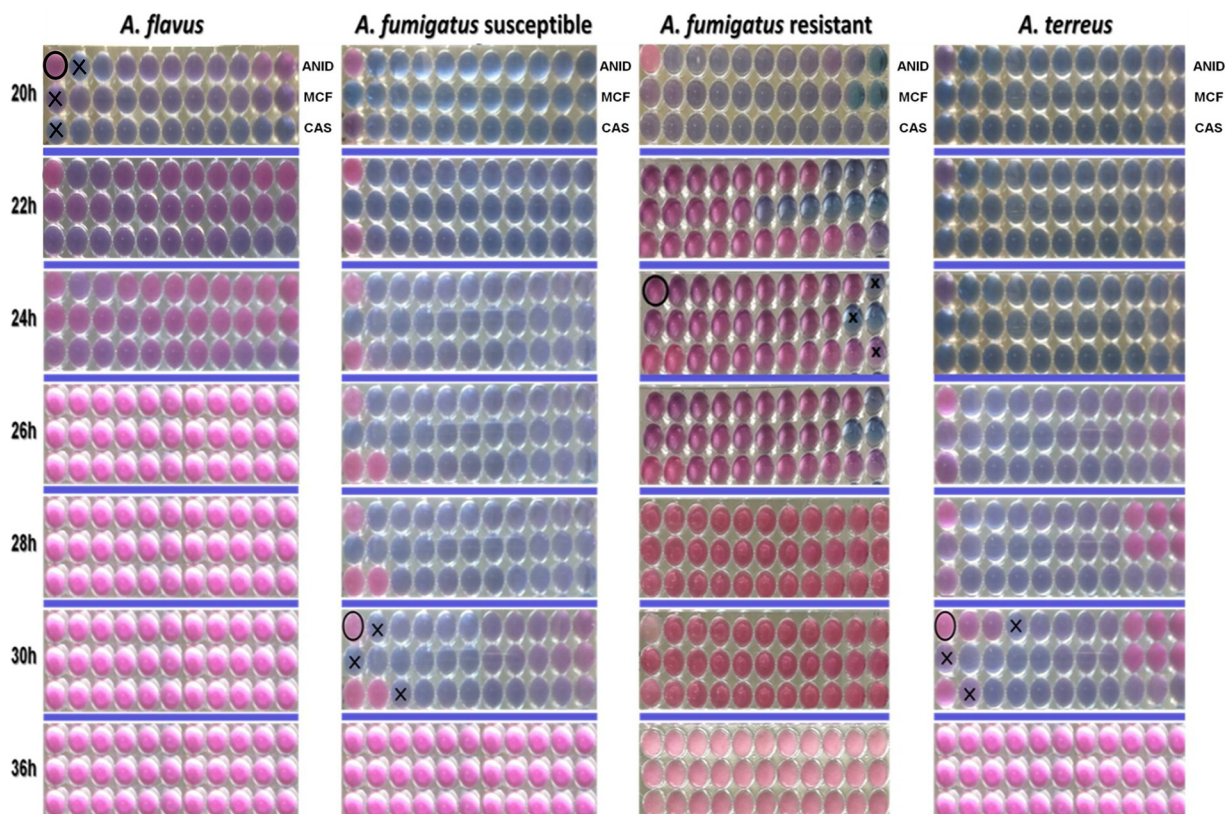 A. flavus A. fumigatus susceptible A. fumigatus resistant A. terreus
20h
ANID ANID ANID ANID
X
X MCF MCF MCF MCF
X CAS CAS CAS CAS
22h
24h
x
x
x
26h
28h
30h
X X
X X
X X
36h